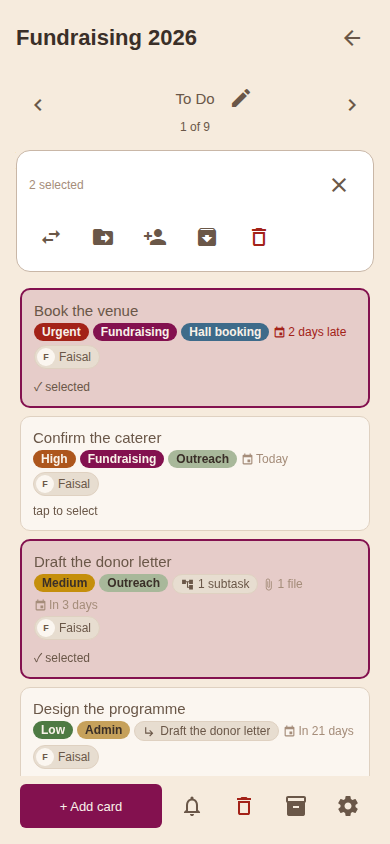 Fundraising 2026
To Do
1 of 9
2 selected
Book the venue
Urgent Fundraising Hall booking 2 days late
F Faisal
✓ selected
Confirm the caterer
High Fundraising Outreach Today
F Faisal
tap to select
Draft the donor letter
Medium Outreach 1 subtask 1 file
In 3 days
F Faisal
✓ selected
Design the programme
Low Admin Draft the donor letter In 21 days
F Faisal
+ Add card